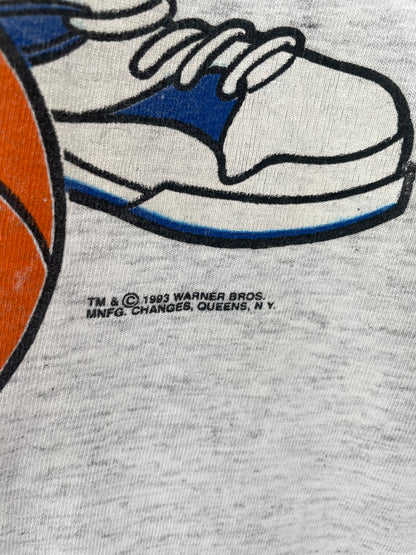 TM & © 1993 WARNER BROS.
MNFG. CHANGES, QUEENS, N Y.